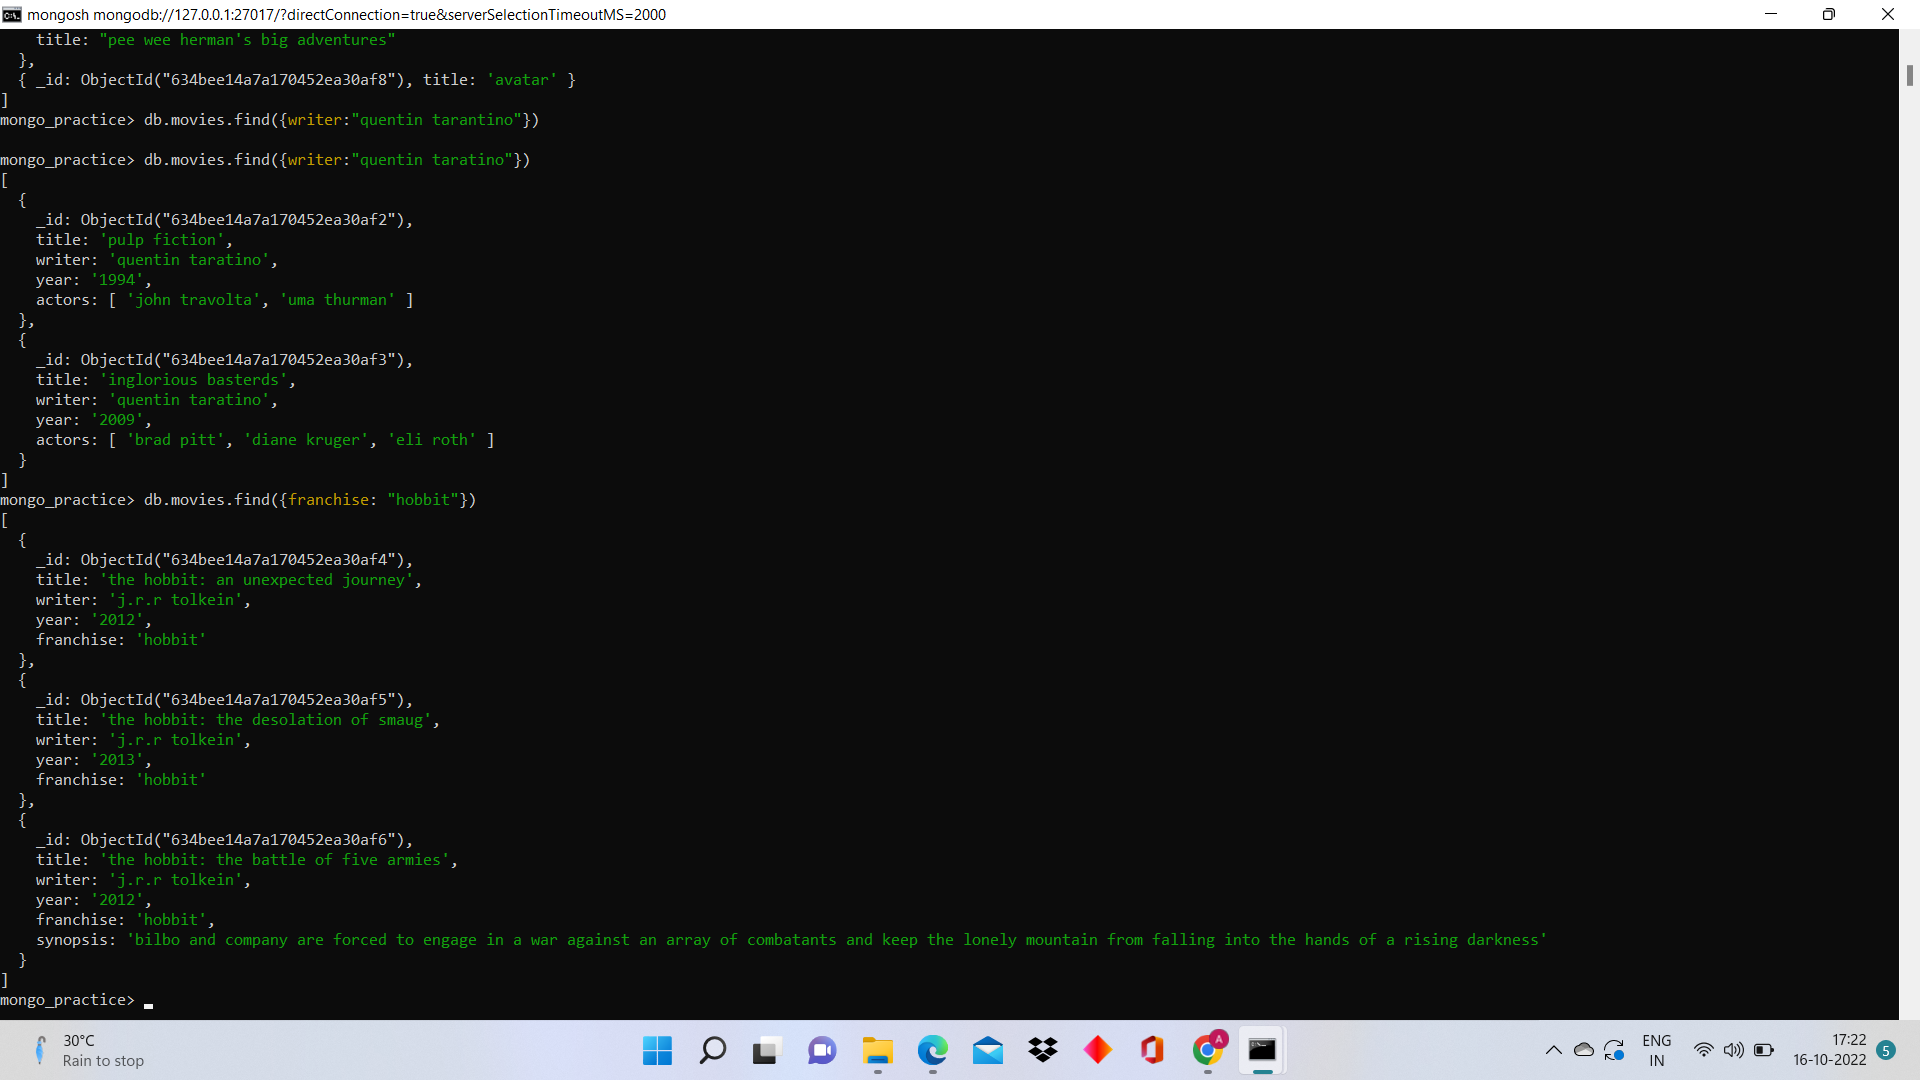 mongosh mongodb://127.0.0.1:27017/?directConnection=true&serverSelectionTimeoutMS=2000
    title: "pee wee herman's big adventures"
  },
  { _id: ObjectId("634bee14a7a170452ea30af8"), title: 'avatar' }
]
mongo_practice> db.movies.find({writer:"quentin tarantino"})
mongo_practice> db.movies.find({writer:"quentin taratino"})
[
  {
    _id: ObjectId("634bee14a7a170452ea30af2"),
    title: 'pulp fiction',
    writer: 'quentin taratino',
    year: '1994',
    actors: [ 'john travolta', 'uma thurman' ]
  },
  {
    _id: ObjectId("634bee14a7a170452ea30af3"),
    title: 'inglorious basterds',
    writer: 'quentin taratino',
    year: '2009',
    actors: [ 'brad pitt', 'diane kruger', 'eli roth' ]
  }
]
mongo_practice> db.movies.find({franchise: "hobbit"})
[
  {
    _id: ObjectId("634bee14a7a170452ea30af4"),
    title: 'the hobbit: an unexpected journey',
    writer: 'j.r.r tolkein',
    year: '2012',
    franchise: 'hobbit'
  },
  {
    _id: ObjectId("634bee14a7a170452ea30af5"),
    title: 'the hobbit: the desolation of smaug',
    writer: 'j.r.r tolkein',
    year: '2013',
    franchise: 'hobbit'
  },
  {
    _id: ObjectId("634bee14a7a170452ea30af6"),
    title: 'the hobbit: the battle of five armies',
    writer: 'j.r.r tolkein',
    year: '2012',
    franchise: 'hobbit',
    synopsis: 'bilbo and company are forced to engage in a war against an array of combatants and keep the lonely mountain from falling into the hands of a rising darkness'
  }
]
mongo_practice>
30°C
Rain to stop
A
ENG
IN
17:22
16-10-2022
5